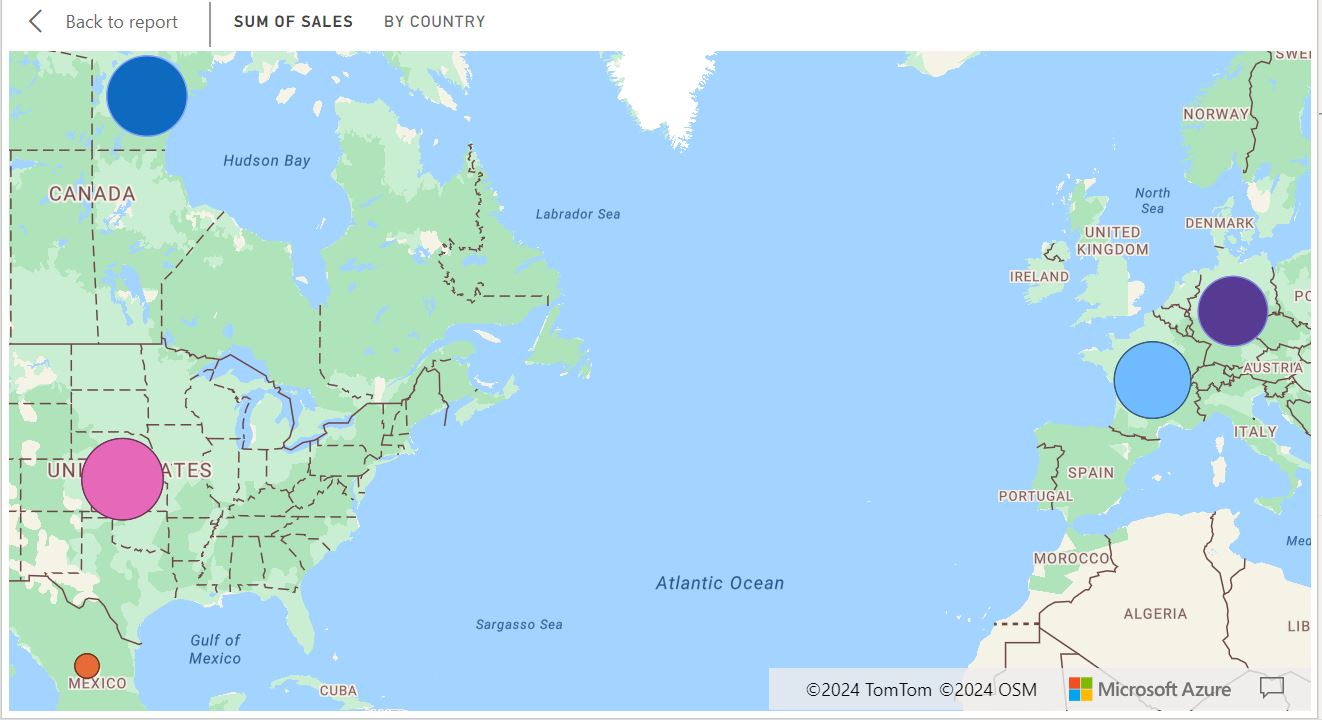 Back to report
SUM OF SALES
BY COUNTRY
SWE
NORWAY
Hudson Bay
CANADA
North
Sea
Labrador Sea
DENMARK
UNITED
KINGDOM
IRELAND
PO
AUSTRIA
ITALY
UNI ATES
SPAIN
PORTUGAL
Med
MOROCCO
Atlantic Ocean
ALGERIA
Sargasso Sea
LIB
Gulf of
Mexico
MEXICO
CUBA
©2024 TomTom ©2024 OSM
Microsoft Azure